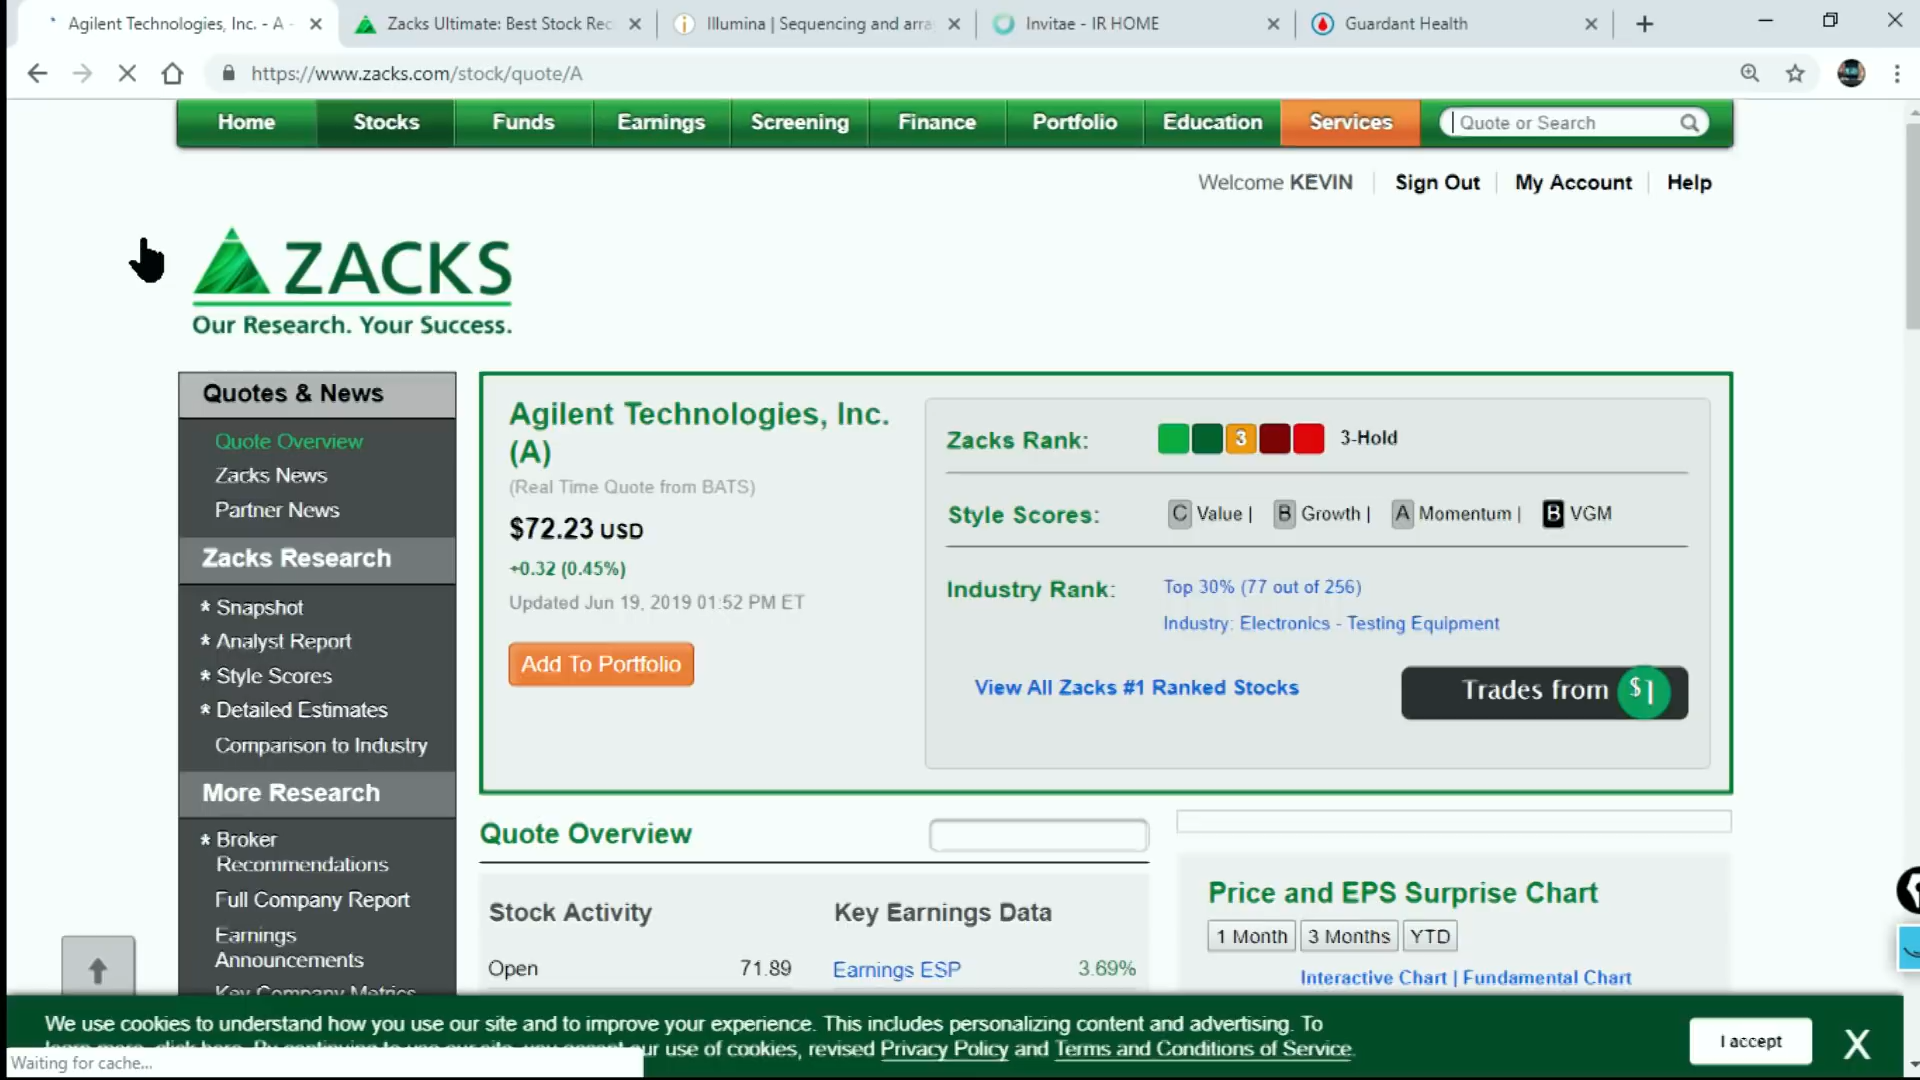 Agilent Technologies, Inc. - A -
Zacks Ultimate: Best Stock Rec
Illumina | Sequencing and arra
Invitae - IR HOME
Guardant Health
https://www.zacks.com/stock/quote/A
Home Stocks Funds Earnings Screening Finance Portfolio Education Services Quote or Search
Welcome KEVIN Sign Out My Account Help
ZACKS
Our Research. Your Success.
Quotes & News
Quote Overview
Zacks News
Partner News
Zacks Research
* Snapshot
* Analyst Report
* Style Scores
* Detailed Estimates
Comparison to Industry
More Research
* Broker
Recommendations
Full Company Report
Earnings
Announcements
Key Company Metrics
Agilent Technologies, Inc.
(A)
(Real Time Quote from BATS)
$72.23 USD
+0.32 (0.45%)
Updated Jun 19, 2019 01:52 PM ET
Add To Portfolio
Zacks Rank: 3 3-Hold
Style Scores: C Value | B Growth | A Momentum | B VGM
Industry Rank: Top 30% (77 out of 256)
Industry: Electronics - Testing Equipment
View All Zacks #1 Ranked Stocks
Trades from $1
Quote Overview
Stock Activity
Open 71.89
Key Earnings Data
Earnings ESP 3.69%
Price and EPS Surprise Chart
1 Month 3 Months YTD
Interactive Chart | Fundamental Chart
We use cookies to understand how you use our site and to improve your experience. This includes personalizing content and advertising. To
ur use of cookies, revised Privacy Policy and Terms and Conditions of Service.
I accept X
Waiting for cache...